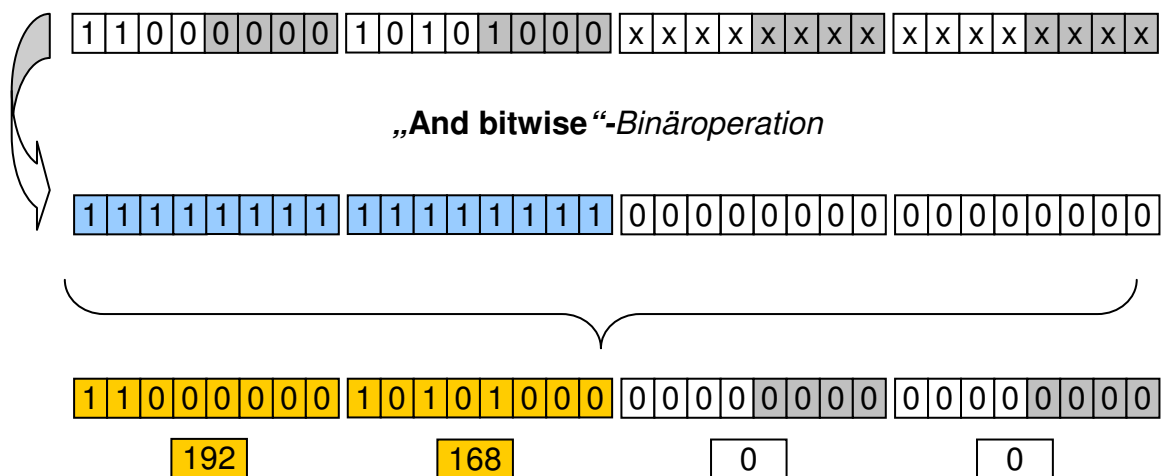 1 1 0 0 0 0 0 0 1 0 1 0 1 0 0 0 x x x x x x x x x x x x x x x x
„And bitwise“-Binäroperation
1 1 1 1 1 1 1 1 1 1 1 1 1 1 1 1 0 0 0 0 0 0 0 0 0 0 0 0 0 0 0 0
1 1 0 0 0 0 0 0 1 0 1 0 1 0 0 0 0 0 0 0 0 0 0 0 0 0 0 0 0 0 0 0
192 168 0 0